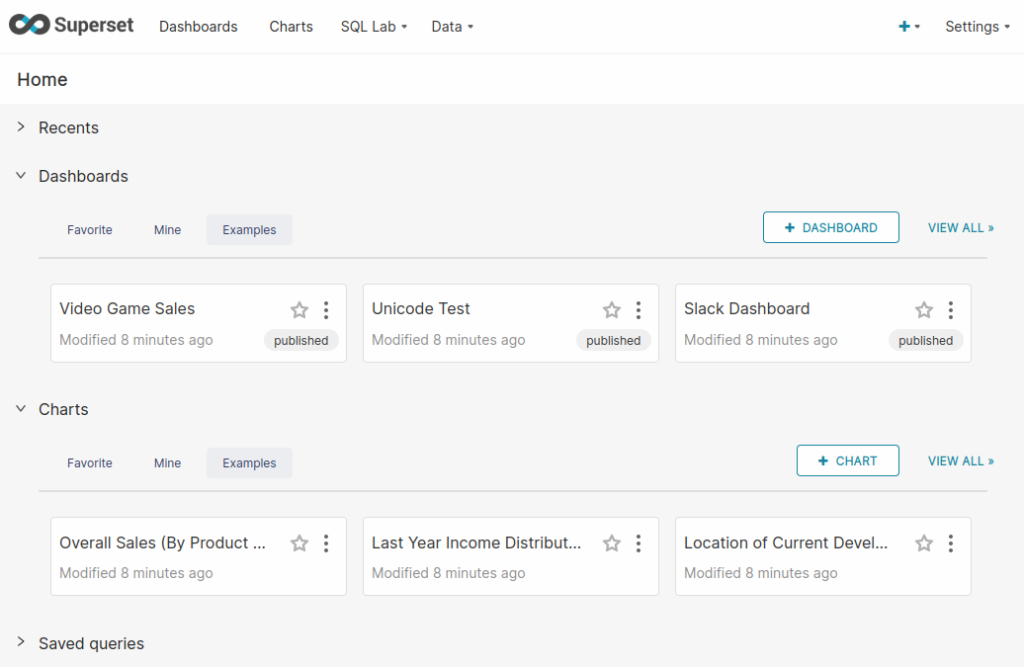 Superset Dashboards Charts SQL Lab Data + Settings
Home
Recents
Dashboards
Favorite Mine Examples + DASHBOARD VIEW ALL »
Video Game Sales Unicode Test Slack Dashboard
Modified 8 minutes ago published Modified 8 minutes ago published Modified 8 minutes ago published
Charts
Favorite Mine Examples + CHART VIEW ALL »
Overall Sales (By Product ... Last Year Income Distribut... Location of Current Devel...
Modified 8 minutes ago Modified 8 minutes ago Modified 8 minutes ago
Saved queries